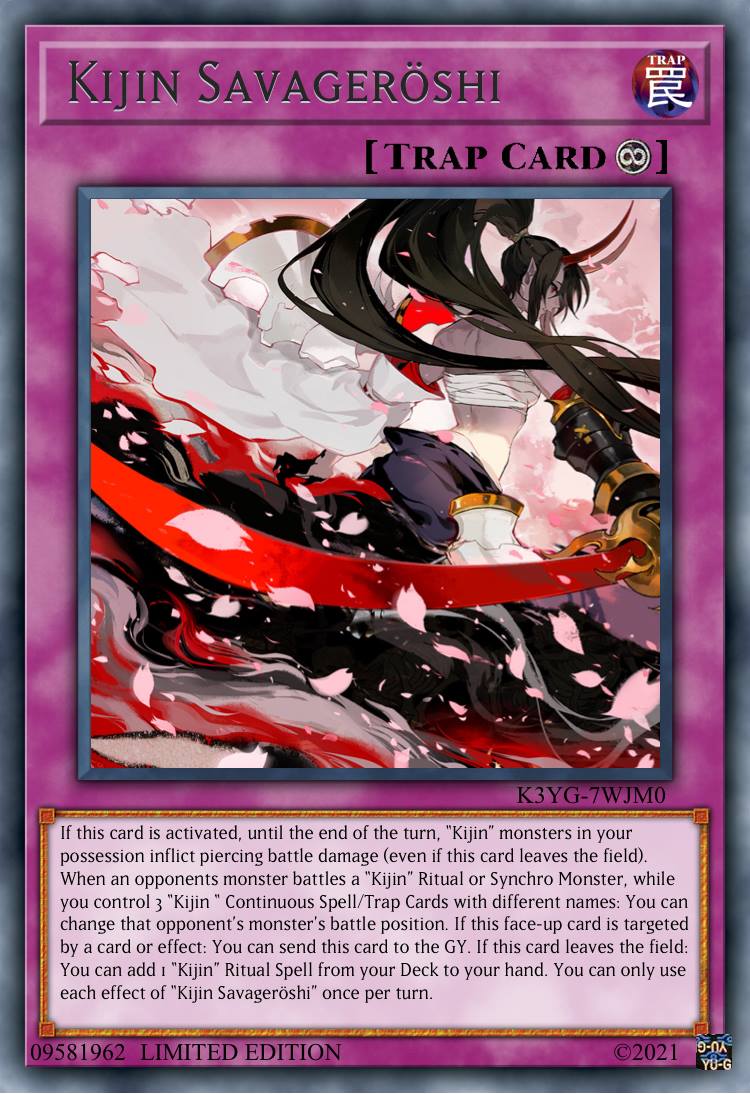 Kijin Savageröshi
TRAP
罠
[Trap Card]
K3YG-7WJM0
If this card is activated, until the end of the turn, "Kijin" monsters in your
possession inflict piercing battle damage (even if this card leaves the field).
When an opponents monster battles a "Kijin" Ritual or Synchro Monster, while
you control 3 "Kijin " Continuous Spell/Trap Cards with different names: You can
change that opponent's monster's battle position. If this face-up card is targeted
by a card or effect: You can send this card to the GY. If this card leaves the field:
You can add 1 "Kijin" Ritual Spell from your Deck to your hand. You can only use
each effect of "Kijin Savageröshi" once per turn.
09581962 LIMITED EDITION
©2021
YU-G
YU-G